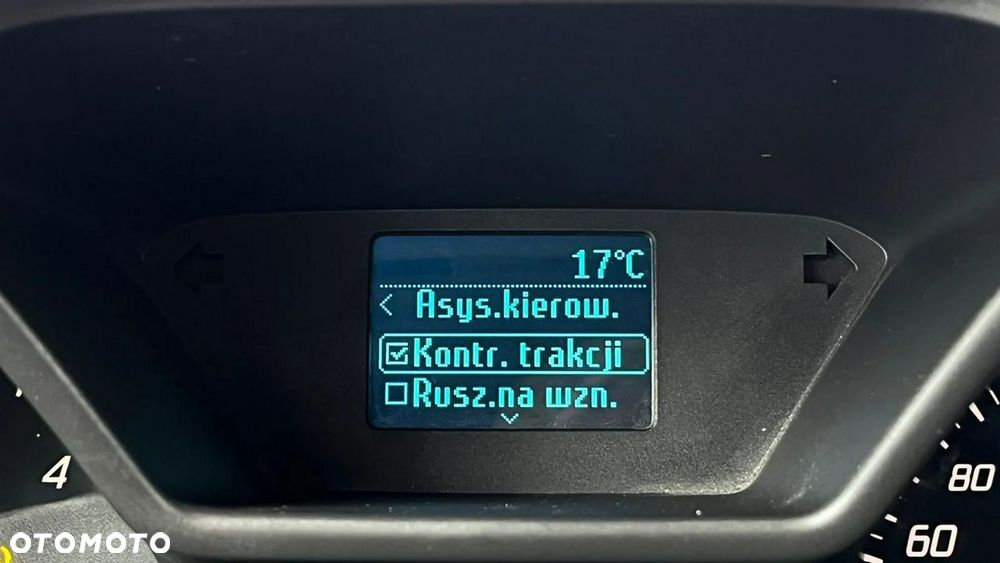 17°C
< Asys.kierow.
Kontr. trakcji
Rusz.na wzn.
4
80
60
OTOMOTO